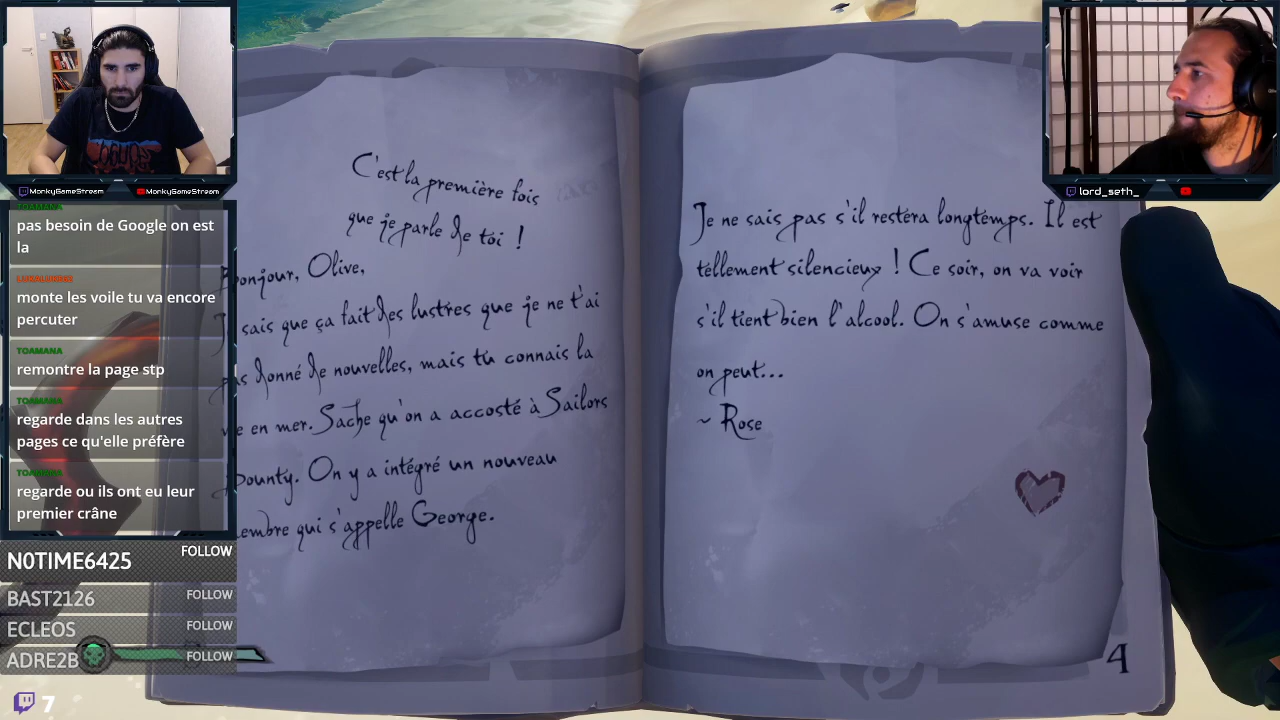 MonkyGameStream
MonkyGameStream
TOAMANA
pas besoin de Google on est
la
monte les voile tu va encore
percuter
TOAMANA
remontre la page stp
TOAMANA
regarde dans les autres
pages ce qu'elle préfère
TOAMANA
regarde ou ils ont eu leur
premier crâne
N0TIME6425 FOLLOW
BAST2126 FOLLOW
ECLEOS FOLLOW
ADRE2B FOLLOW
7
C'est la première fois
que je parle de toi !
Bonjour, Olive,
sais que ça fait des lustres que je ne t'ai
pas donné de nouvelles, mais tu connais la
en mer. Sache qu'on a accosté à Sailors
Bounty. On y a intégré un nouveau
membre qui s'appelle George.
Je ne sais pas s'il restera longtemps. Il est
tellement silencieux ! Ce soir, on va voir
s'il tient bien l'alcool. On s'amuse comme
on peut...
~ Rose
4
lord_seth_